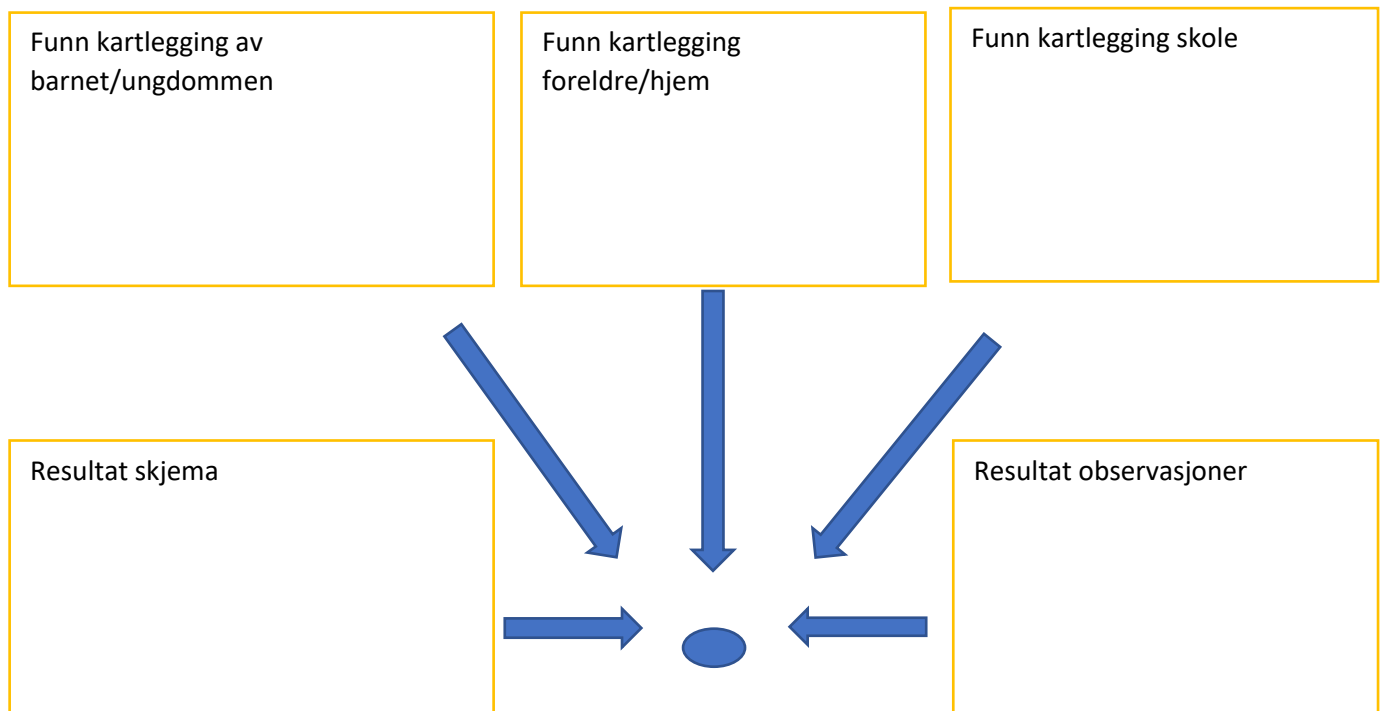 Funn kartlegging av
barnet/ungdommen
Funn kartlegging
foreldre/hjem
Funn kartlegging skole
Resultat skjema
Resultat observasjoner